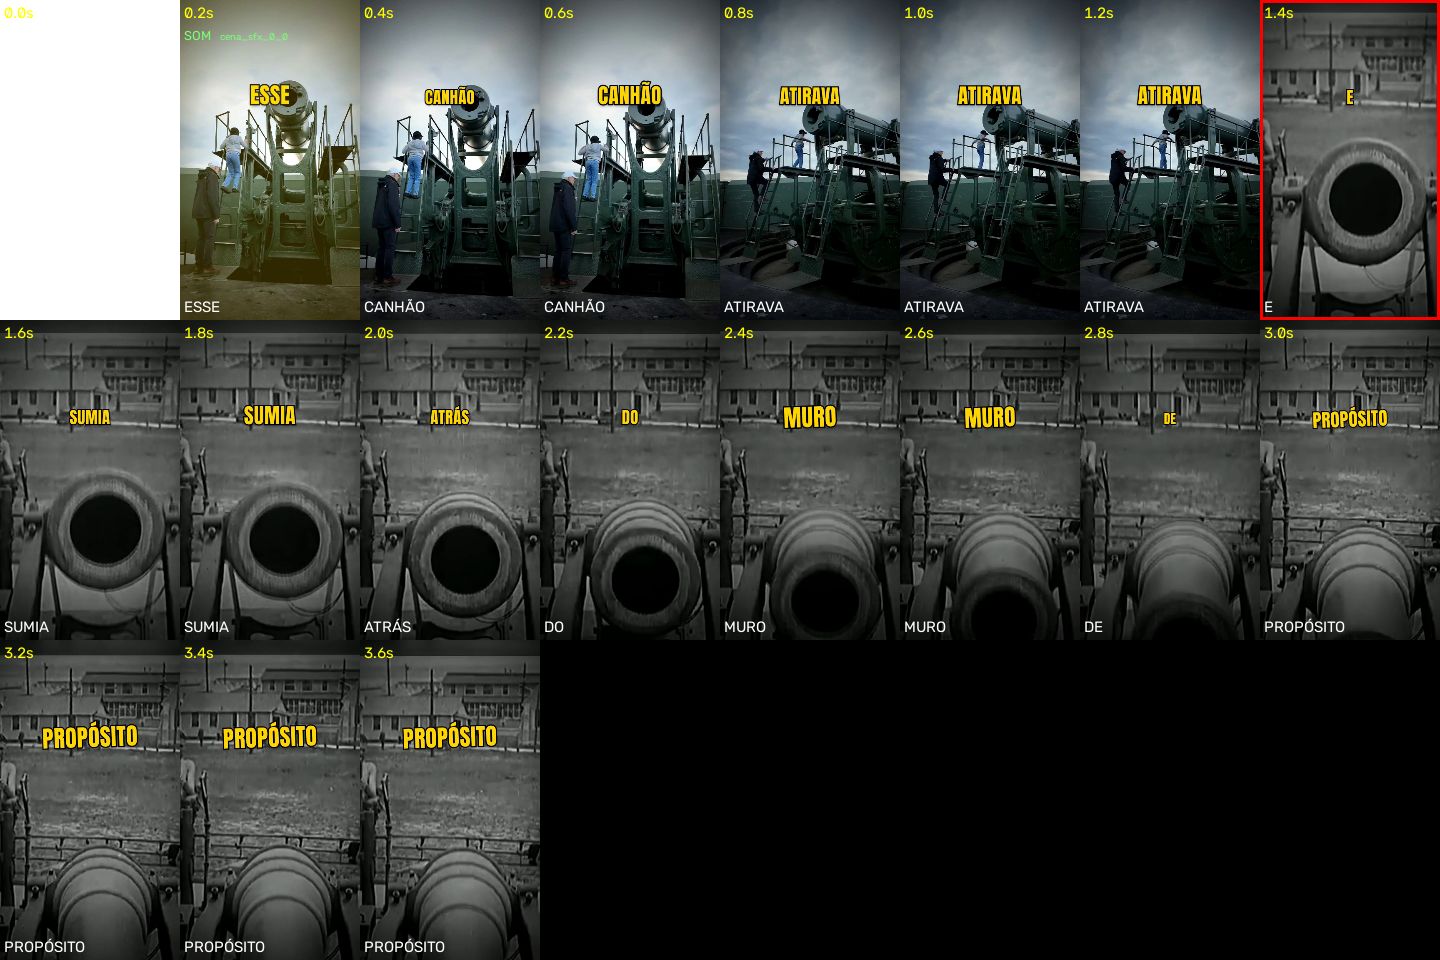 0.0s
0.2s
SOM cena_sfx_0_0
ESSE
ESSE
0.4s
CANHÃO
CANHÃO
0.6s
CANHÃO
CANHÃO
0.8s
ATIRAVA
ATIRAVA
1.0s
ATIRAVA
ATIRAVA
1.2s
ATIRAVA
ATIRAVA
1.4s
E
E
1.6s
SUMIA
SUMIA
1.8s
SUMIA
SUMIA
2.0s
ATRÁS
ATRÁS
2.2s
DO
DO
2.4s
MURO
MURO
2.6s
MURO
MURO
2.8s
DE
DE
3.0s
PROPÓSITO
PROPÓSITO
3.2s
PROPÓSITO
PROPÓSITO
3.4s
PROPÓSITO
PROPÓSITO
3.6s
PROPÓSITO
PROPÓSITO